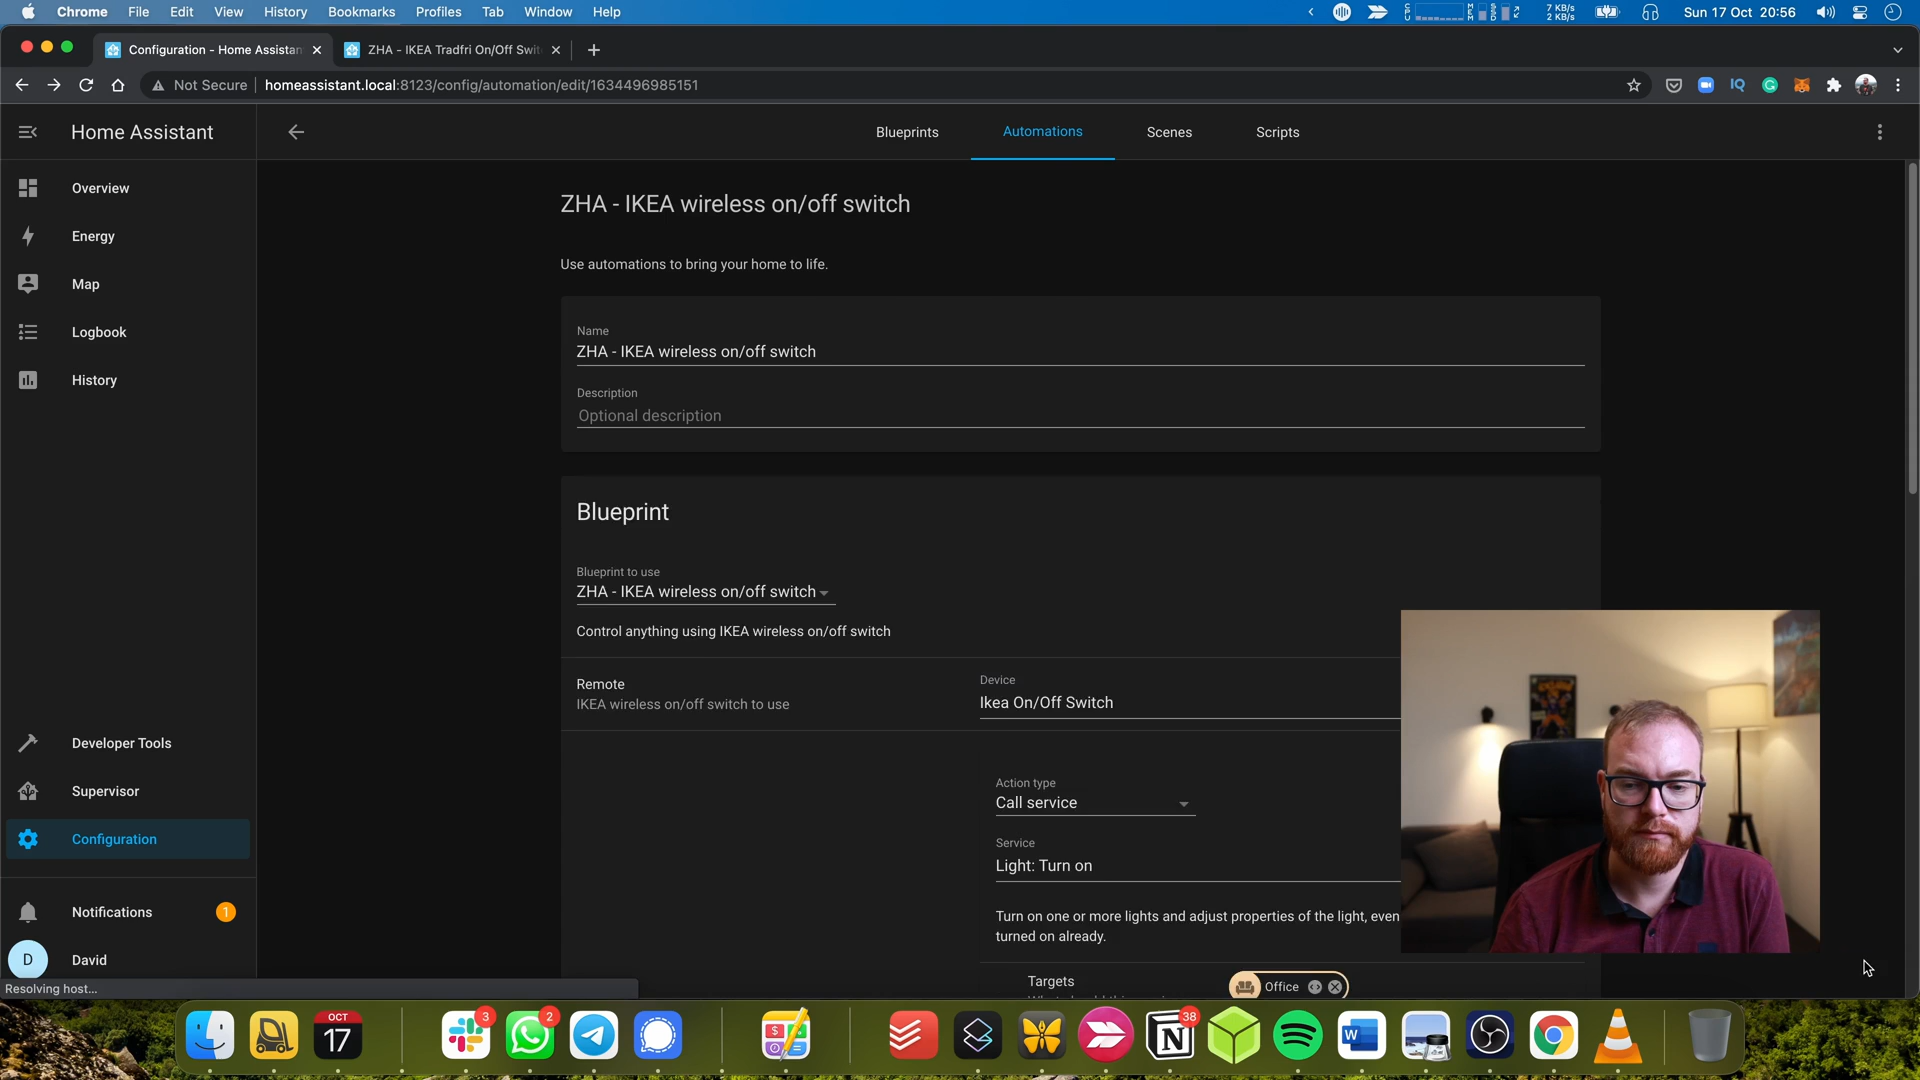 Chrome File Edit View History Bookmarks Profiles Tab Window Help
7 KB/s
2 KB/s
Sun 17 Oct 20:56
Configuration - Home Assistan
ZHA - IKEA Tradfri On/Off Swit
Not Secure
homeassistant.local:8123/config/automation/edit/1634496985151
Home Assistant
Blueprints
Automations
Scenes
Scripts
Overview
Energy
Map
Logbook
History
Developer Tools
Supervisor
Configuration
Notifications
1
D
David
Resolving host...
ZHA - IKEA wireless on/off switch
Use automations to bring your home to life.
Name
ZHA - IKEA wireless on/off switch
Description
Optional description
Blueprint
Blueprint to use
ZHA - IKEA wireless on/off switch
Control anything using IKEA wireless on/off switch
Remote
IKEA wireless on/off switch to use
Device
Ikea On/Off Switch
Action type
Call service
Service
Light: Turn on
Turn on one or more lights and adjust properties of the light, even
turned on already.
Targets
Office
OCT
17
3
2
38